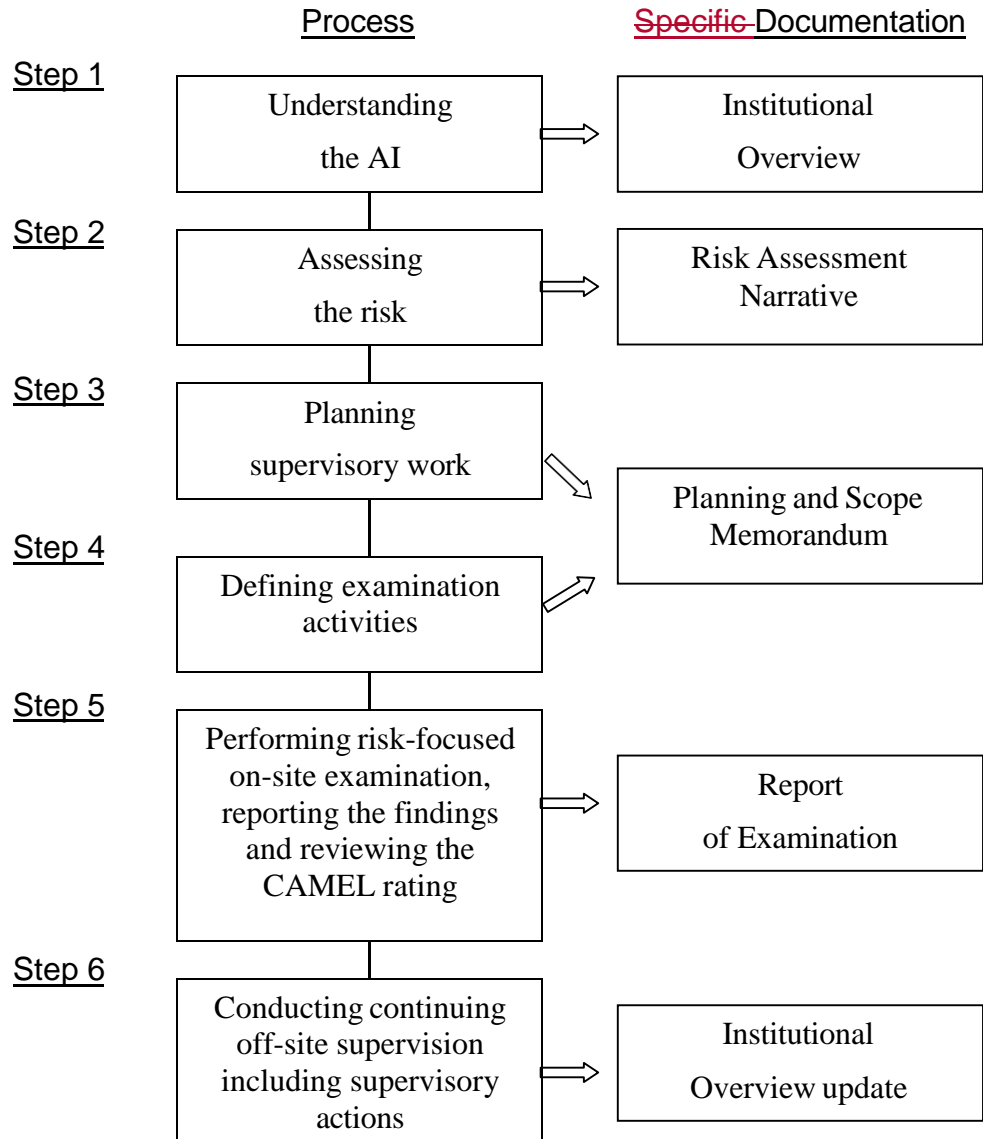 Process
Specific Documentation
Step 1
Understanding
the AI
Institutional
Overview
Step 2
Assessing
the risk
Risk Assessment
Narrative
Step 3
Planning
supervisory work
Planning and Scope
Memorandum
Step 4
Defining examination
activities
Step 5
Performing risk-focused
on-site examination,
reporting the findings
and reviewing the
CAMEL rating
Report
of Examination
Step 6
Conducting continuing
off-site supervision
including supervisory
actions
Institutional
Overview update